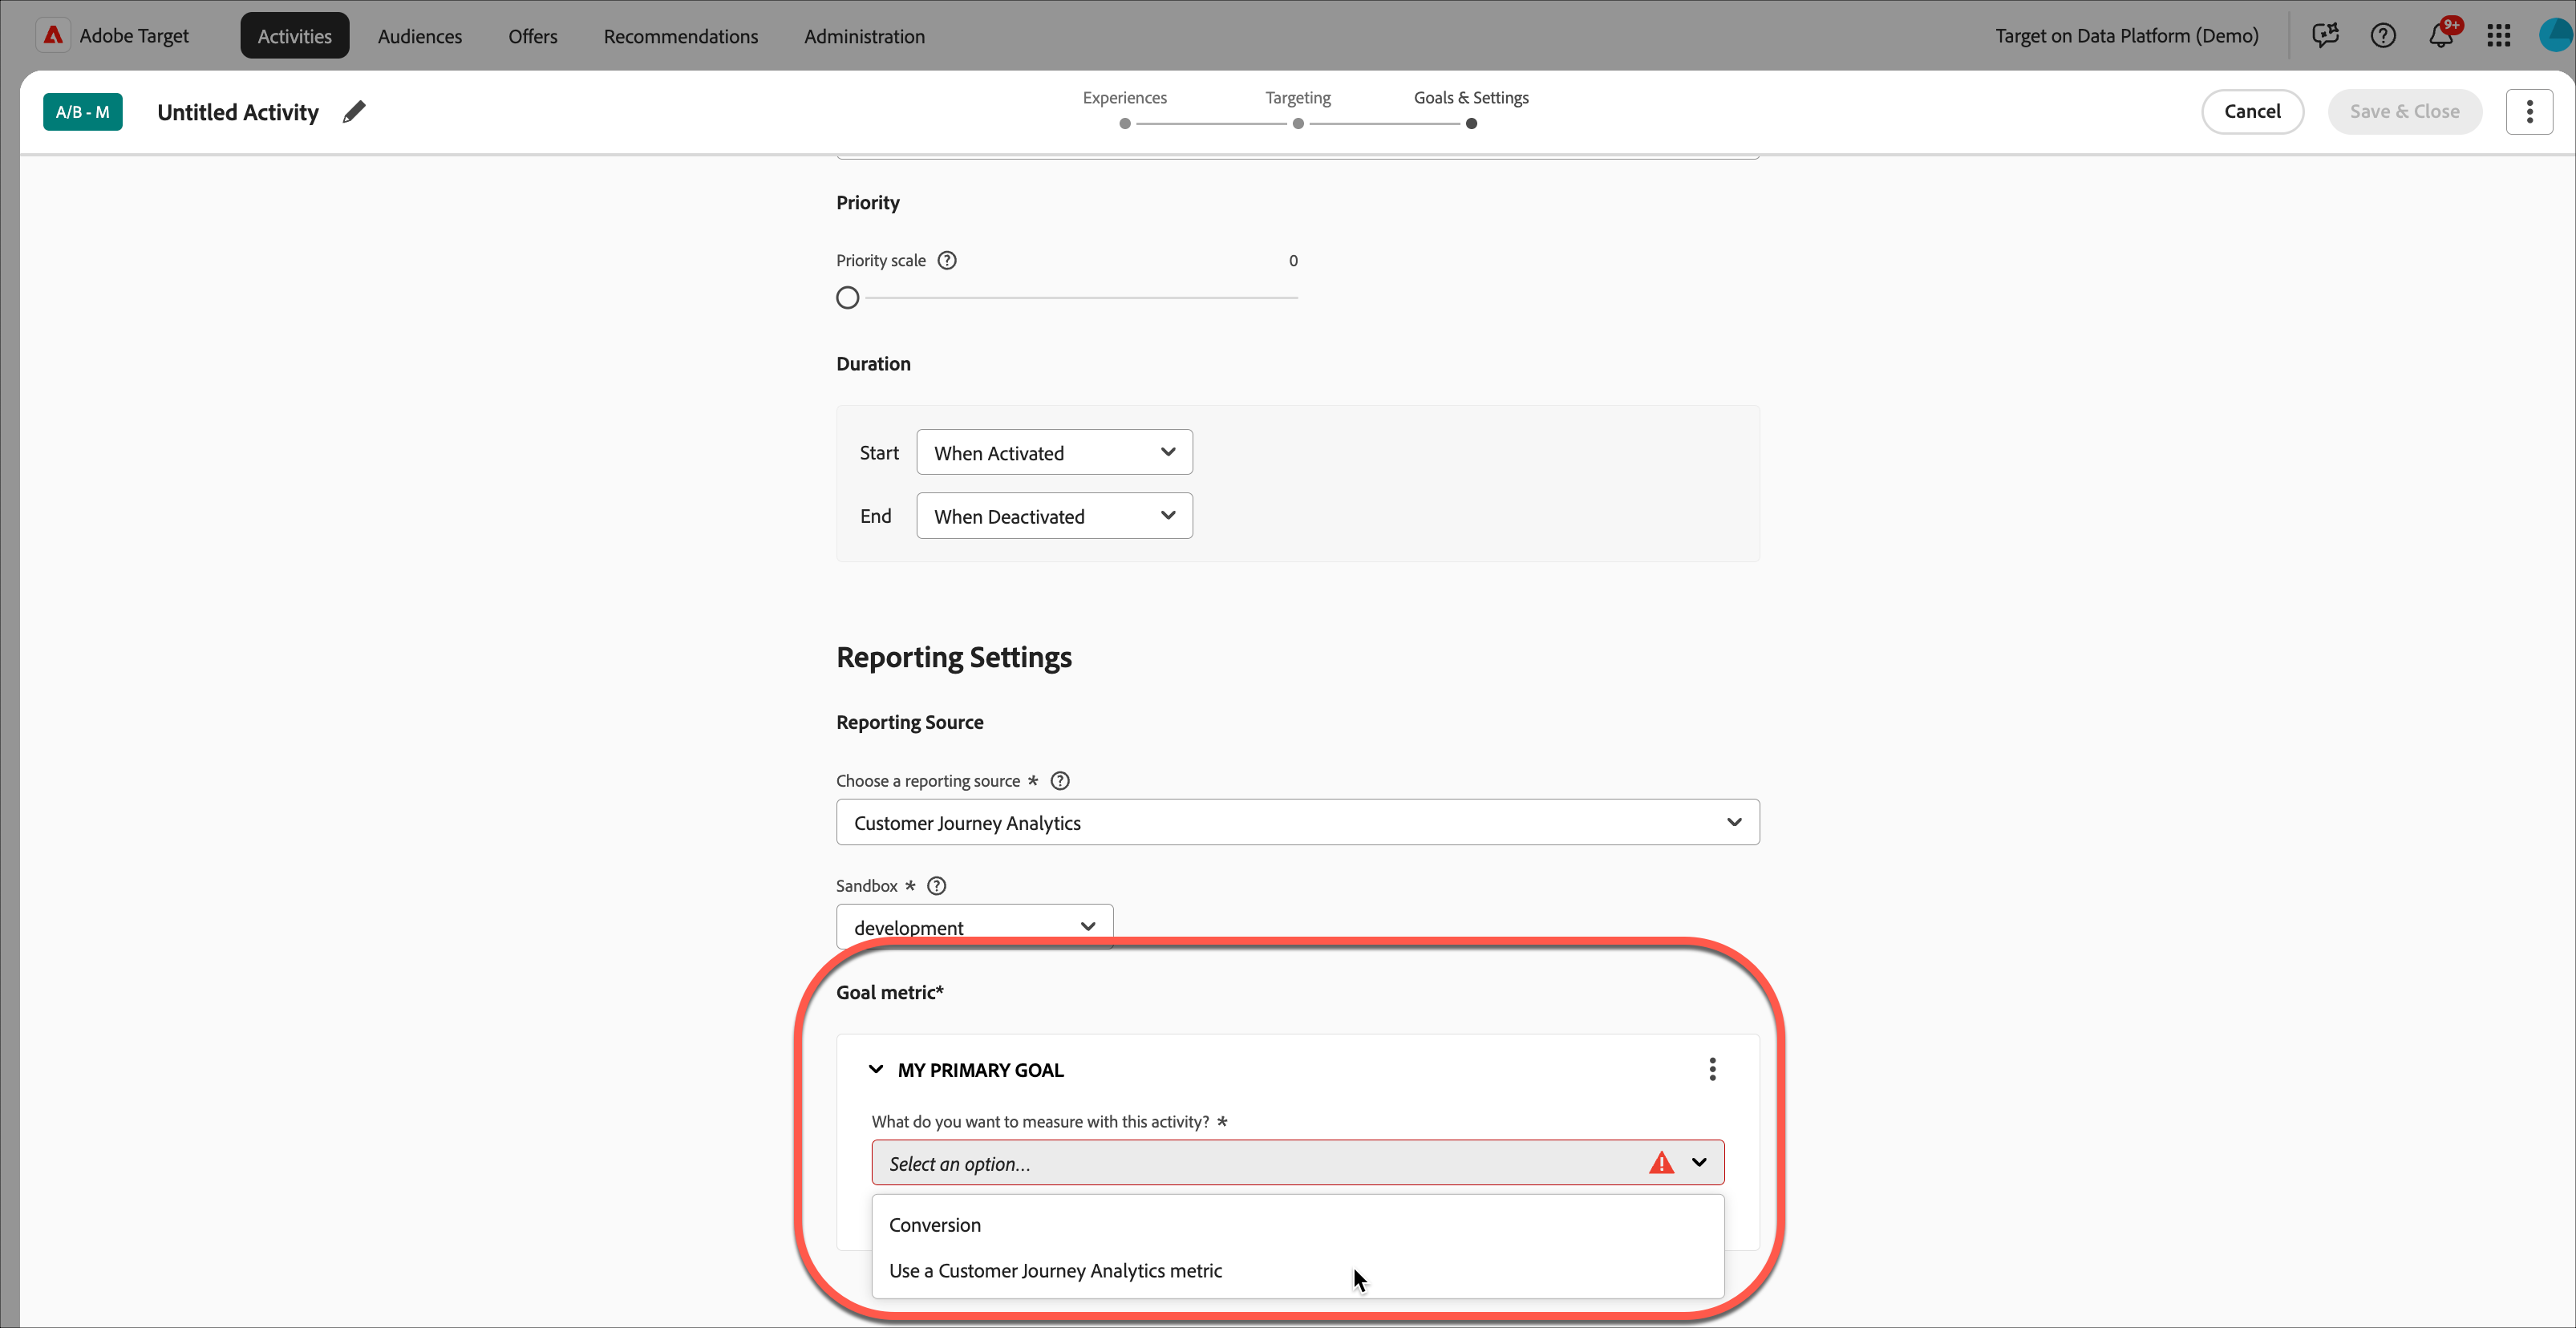 Adobe Target
Activities
Audiences
Offers
Recommendations
Administration
Target on Data Platform (Demo)
9+
A/B - M
Untitled Activity
Experiences
Targeting
Goals & Settings
Cancel
Save & Close
Priority
Priority scale
0
Duration
Start
When Activated
End
When Deactivated
Reporting Settings
Reporting Source
Choose a reporting source *
Customer Journey Analytics
Sandbox *
development
Goal metric*
MY PRIMARY GOAL
What do you want to measure with this activity? *
Select an option...
Conversion
Use a Customer Journey Analytics metric